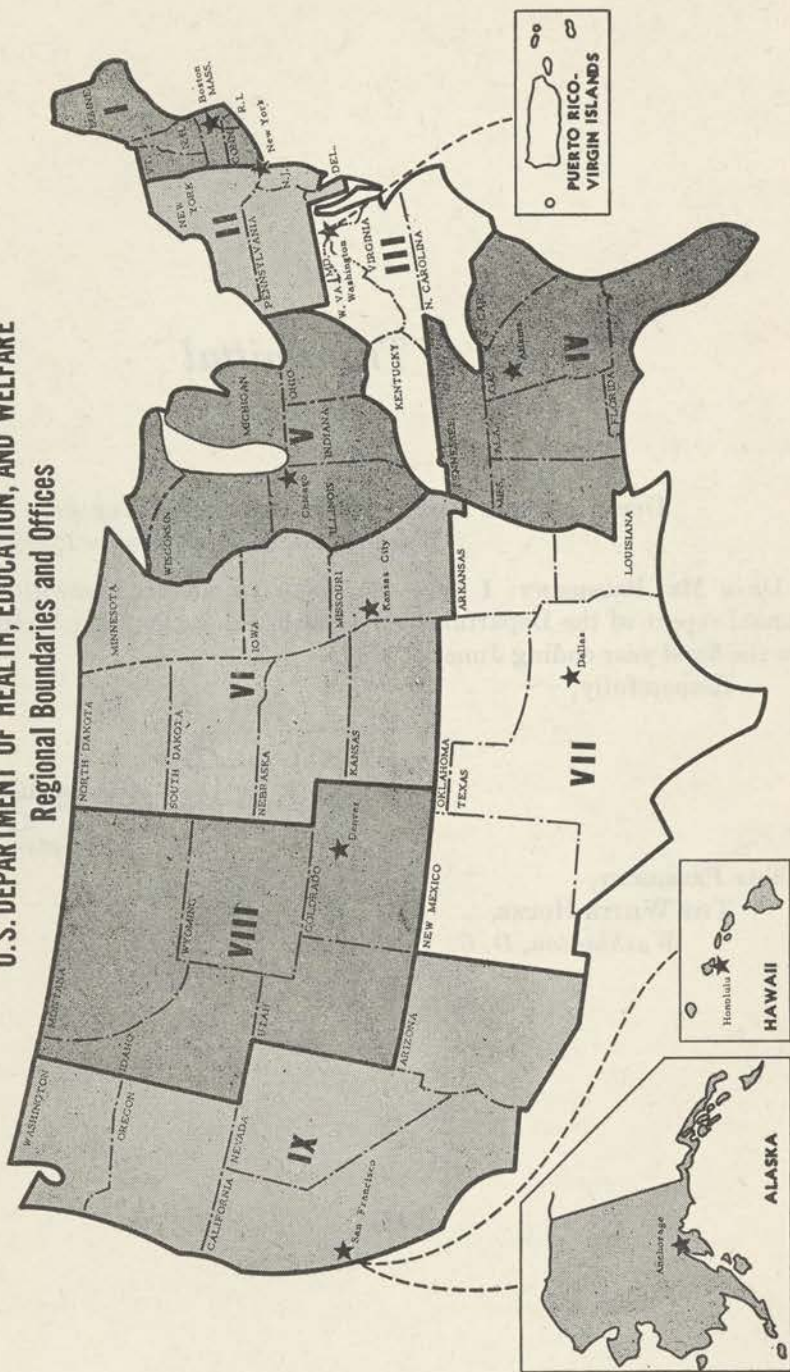 U.S. DEPARTMENT OF HEALTH, EDUCATION, AND WELFARE
Regional Boundaries and Offices
WASHINGTON
OREGON
CALIFORNIA
NEVADA
IX
San Francisco
MONTANA
IDAHO
WYOMING
VIII
UTAH
COLORADO
Denver
ARIZONA
NORTH DAKOTA
SOUTH DAKOTA
NEBRASKA
KANSAS
MINNESOTA
VI
IOWA
MISSOURI
Kansas City
NEW MEXICO
OKLAHOMA
TEXAS
VII
Dallas
ARKANSAS
LOUISIANA
WISCONSIN
MICHIGAN
Chicago
V
ILLINOIS
INDIANA
OHIO
TENNESSEE
MISS.
ALA.
GA.
S. CAR.
Atlanta
IV
FLORIDA
KENTUCKY
W. VA.
MD.
DEL.
Washington
VIRGINIA
III
N. CAROLINA
NEW YORK
II
PENNSYLVANIA
N.J.
New York
MAINE
I
VT.
N.H.
Boston
MASS.
CONN.
R.I.
Anchorage
ALASKA
Honolulu
HAWAII
PUERTO RICO-
VIRGIN ISLANDS